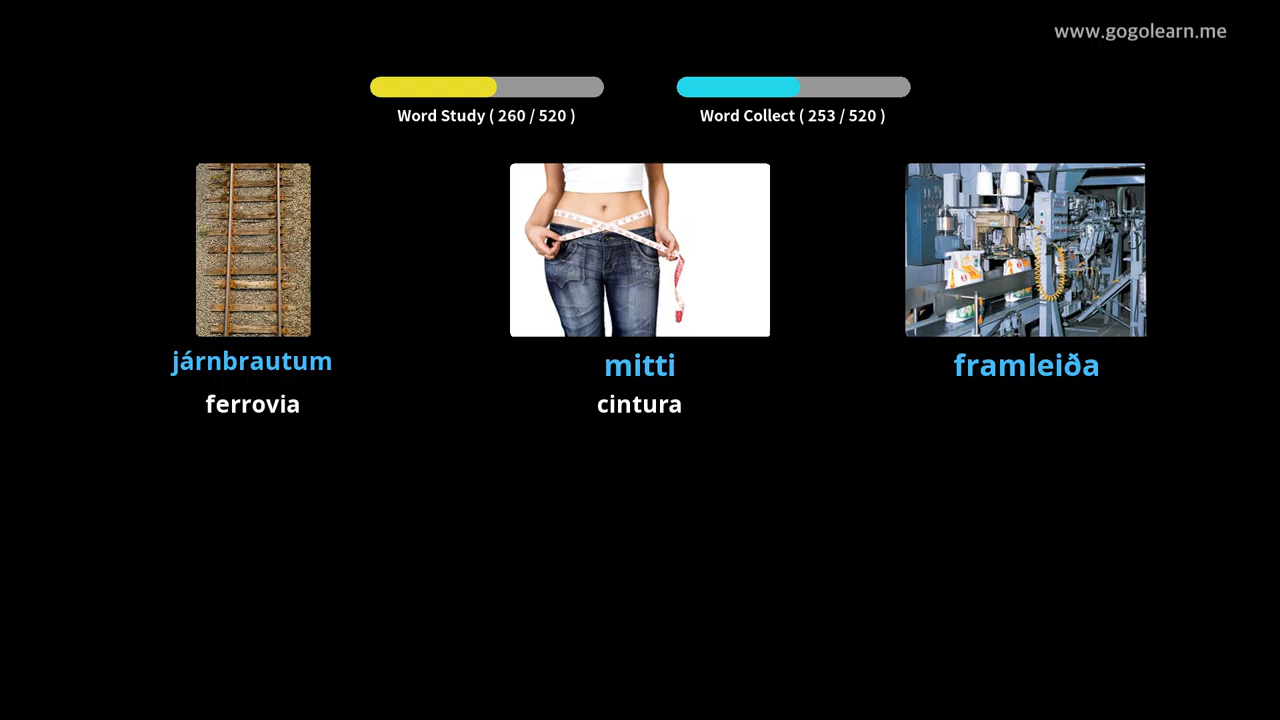 www.gogolearn.me
Word Study ( 260 / 520 )
Word Collect ( 253 / 520 )
járnbrautum
ferrovia
mitti
cintura
framleiða